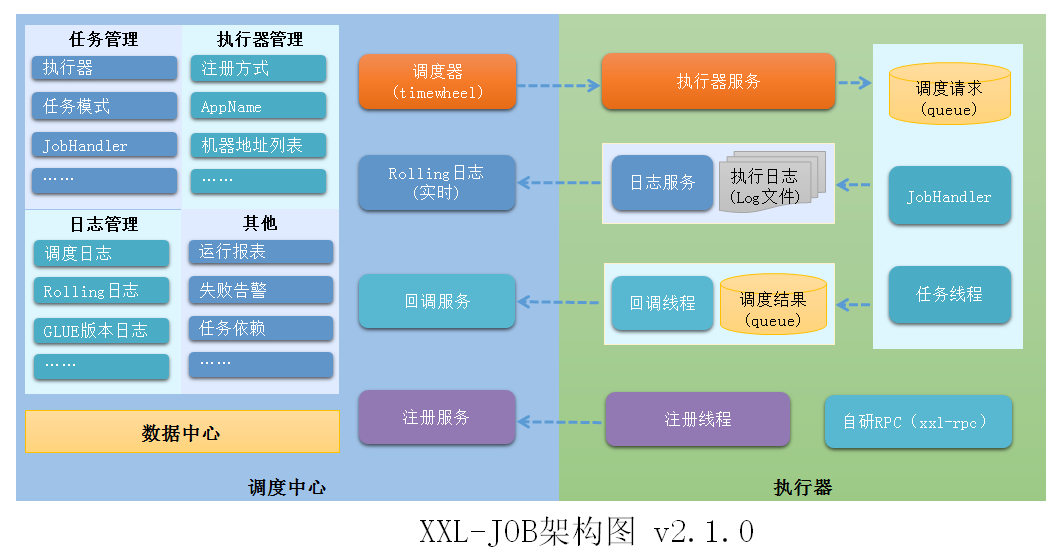 任务管理
执行器
任务模式
JobHandler
······
执行器管理
注册方式
AppName
机器地址列表
······
日志管理
调度日志
Rolling日志
GLUE版本日志
······
其他
运行报表
失败告警
任务依赖
······
数据中心
调度器
(timewheel)
Rolling日志
(实时)
回调服务
注册服务
调度中心
执行器服务
日志服务
执行日志
(Log文件)
回调线程
调度结果
(queue)
注册线程
调度请求
(queue)
JobHandler
任务线程
自研RPC（xxl-rpc）
执行器
XXL-JOB架构图 v2.1.0